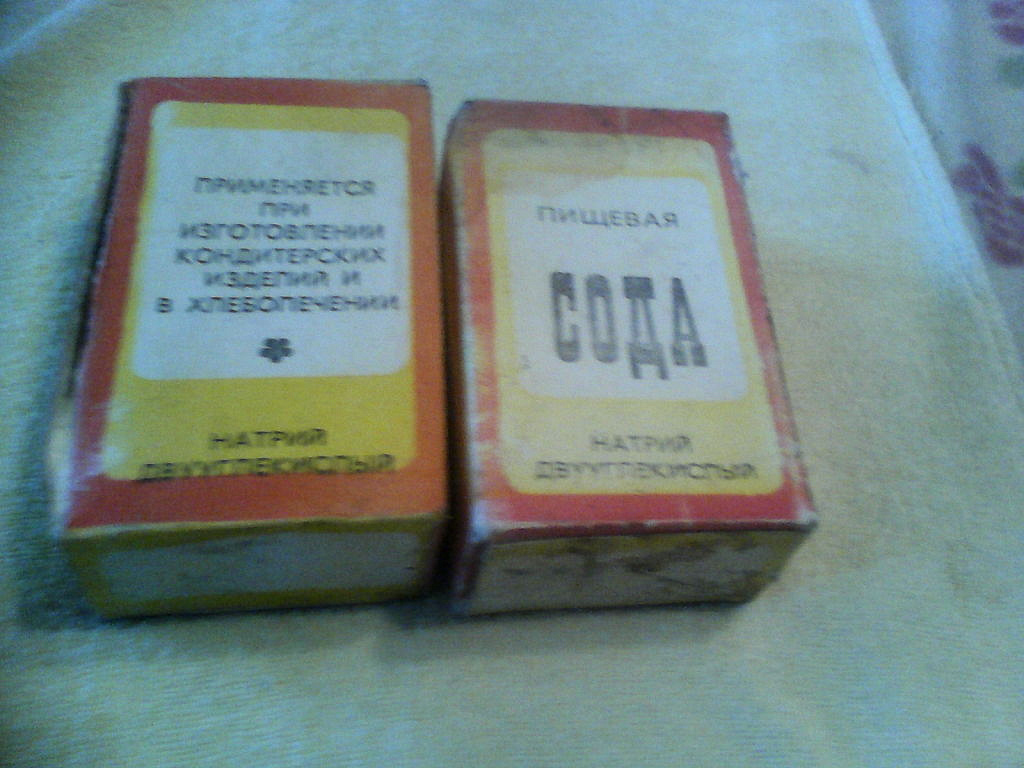 ПРИМЕНЯЕТСЯ
ПРИ
ИЗГОТОВЛЕНИИ
КОНДИТЕРСКИХ
ИЗДЕЛИЙ И
В ХЛЕБОПЕЧЕНИИ
НАТРИЙ
ДВУУГЛЕКИСЛЫЙ
ПИЩЕВАЯ
СОДА
НАТРИЙ
ДВУУГЛЕКИСЛЫЙ